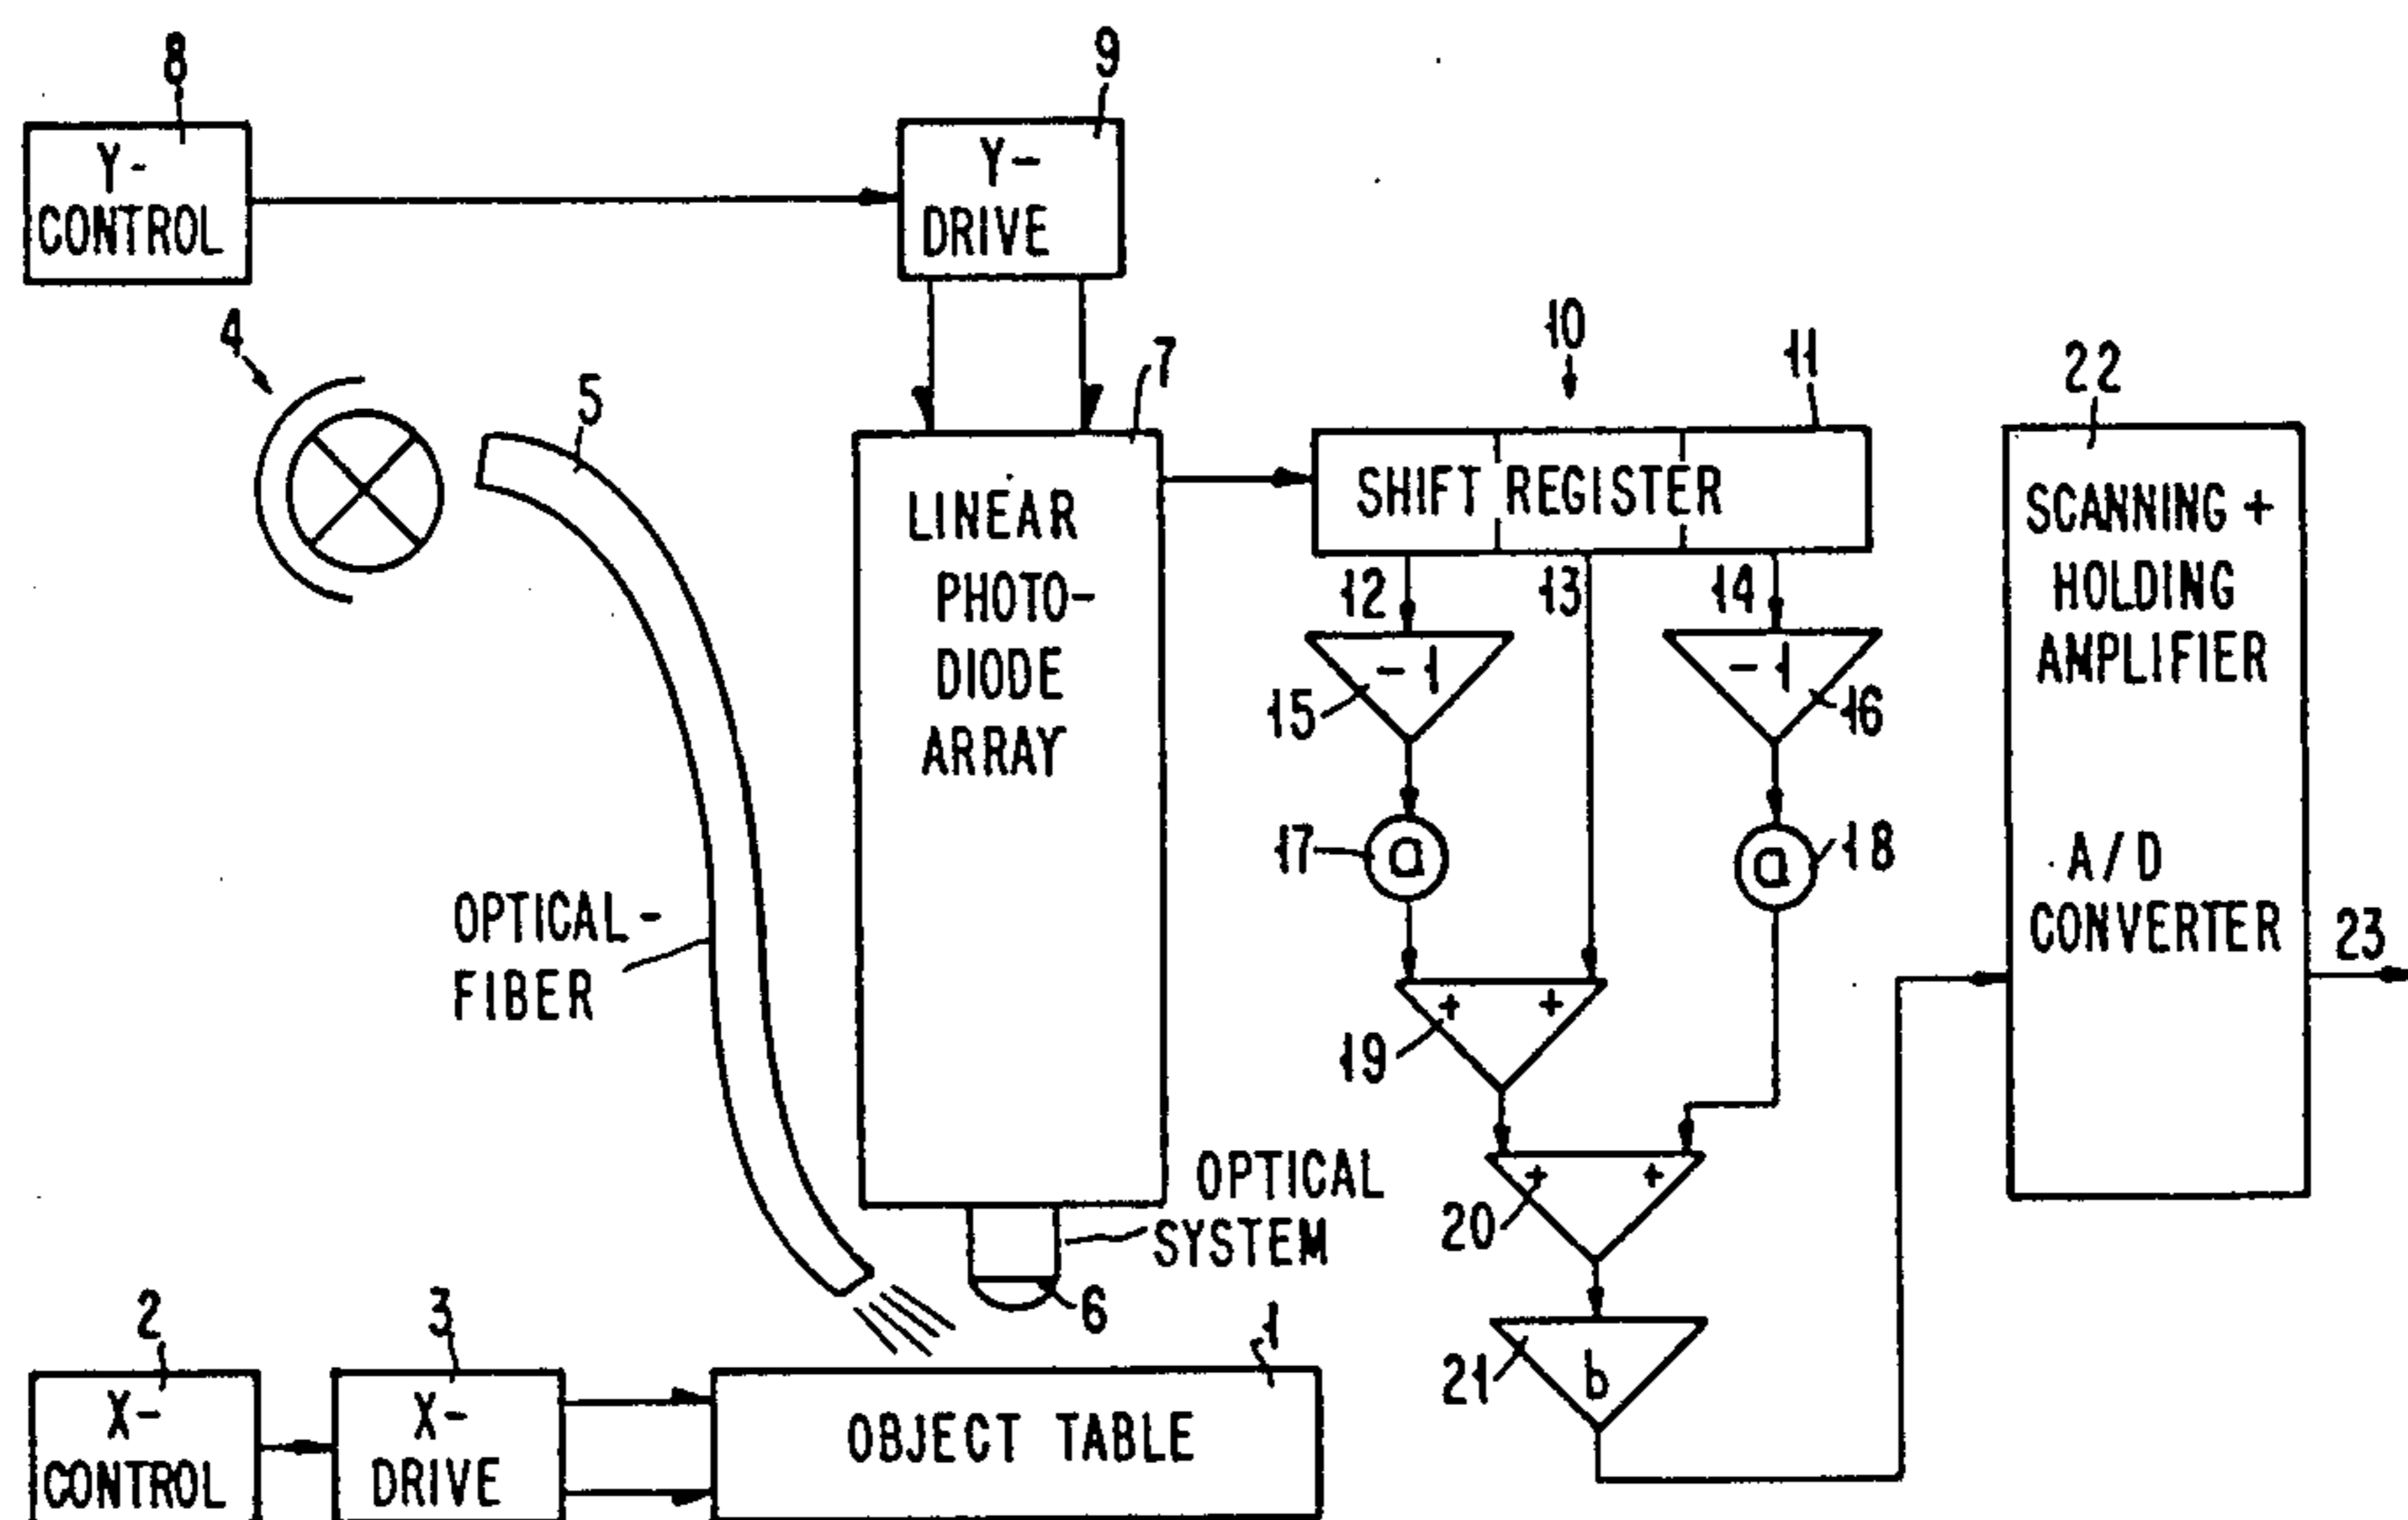 8
Y-
CONTROL
9
Y-
DRIVE
4
5
7
LINEAR
PHOTO-
DIODE
ARRAY
10
11
SHIFT REGISTER
12
13
14
-1
15
-1
16
17
a
a
18
+ +
19
+ +
20
21
b
22
SCANNING +
HOLDING
AMPLIFIER
A/D
CONVERTER
23
OPTICAL-
FIBER
OPTICAL
SYSTEM
6
1
OBJECT TABLE
2
X-
CONTROL
3
X-
DRIVE